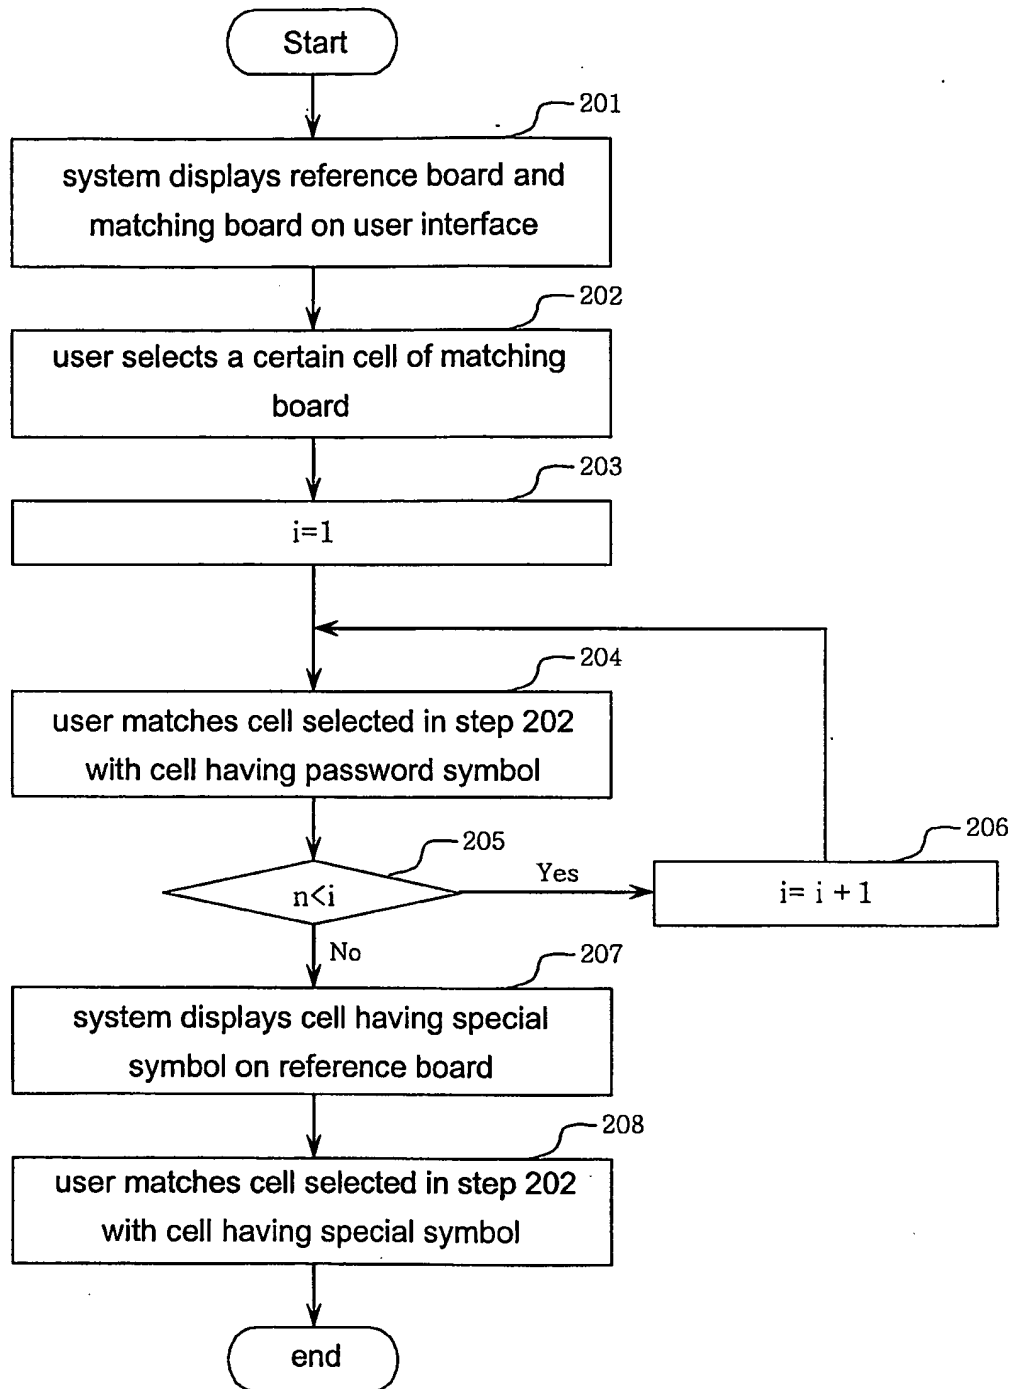 Start
201
system displays reference board and
matching board on user interface
202
user selects a certain cell of matching
board
203
i=1
204
user matches cell selected in step 202
with cell having password symbol
205
n<i
Yes
206
i= i + 1
No
207
system displays cell having special
symbol on reference board
208
user matches cell selected in step 202
with cell having special symbol
end